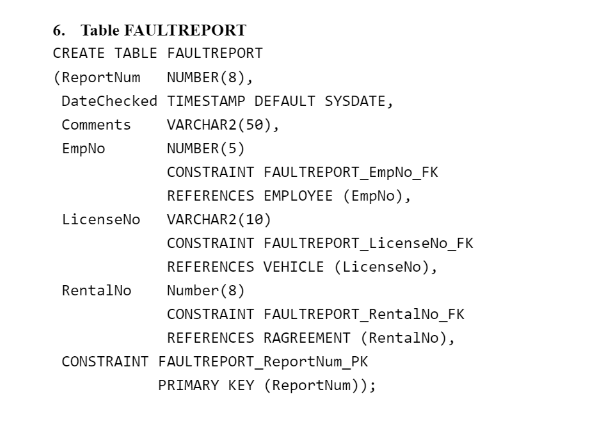 6. Table FAULTREPORT
CREATE TABLE FAULTREPORT
(ReportNum NUMBER(8),
DateChecked TIMESTAMP DEFAULT SYSDATE,
Comments VARCHAR2(50),
EmpNo NUMBER(5)
CONSTRAINT FAULTREPORT_EmpNo_FK
REFERENCES EMPLOYEE (EmpNo),
LicenseNo VARCHAR2(10)
CONSTRAINT FAULTREPORT_LicenseNo_FK
REFERENCES VEHICLE (LicenseNo),
RentalNo Number(8)
CONSTRAINT FAULTREPORT_RentalNo_FK
REFERENCES RAGREEMENT (RentalNo),
CONSTRAINT FAULTREPORT_ReportNum_PK
PRIMARY KEY (ReportNum));